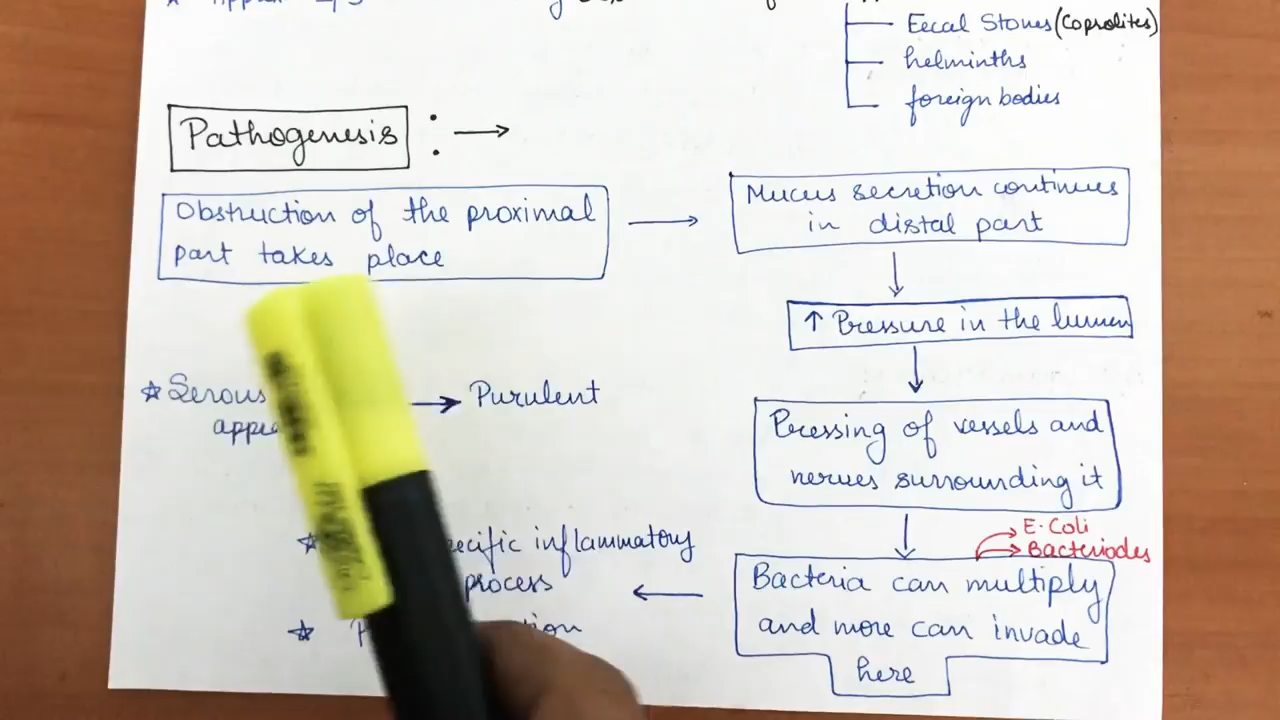 Fecal Stones (Coprolites)
helminths
foreign bodies
Pathogenesis : →
Obstruction of the proximal
part takes place
→
Mucus secretion continues
in distal part
↑ Pressure in the lumen
Pressing of vessels and
nerves surrounding it
☆ Serous
→ Purulent
E. Coli
Bacteriodes
Bacteria can multiply
and more can invade
here
inflammatory
process